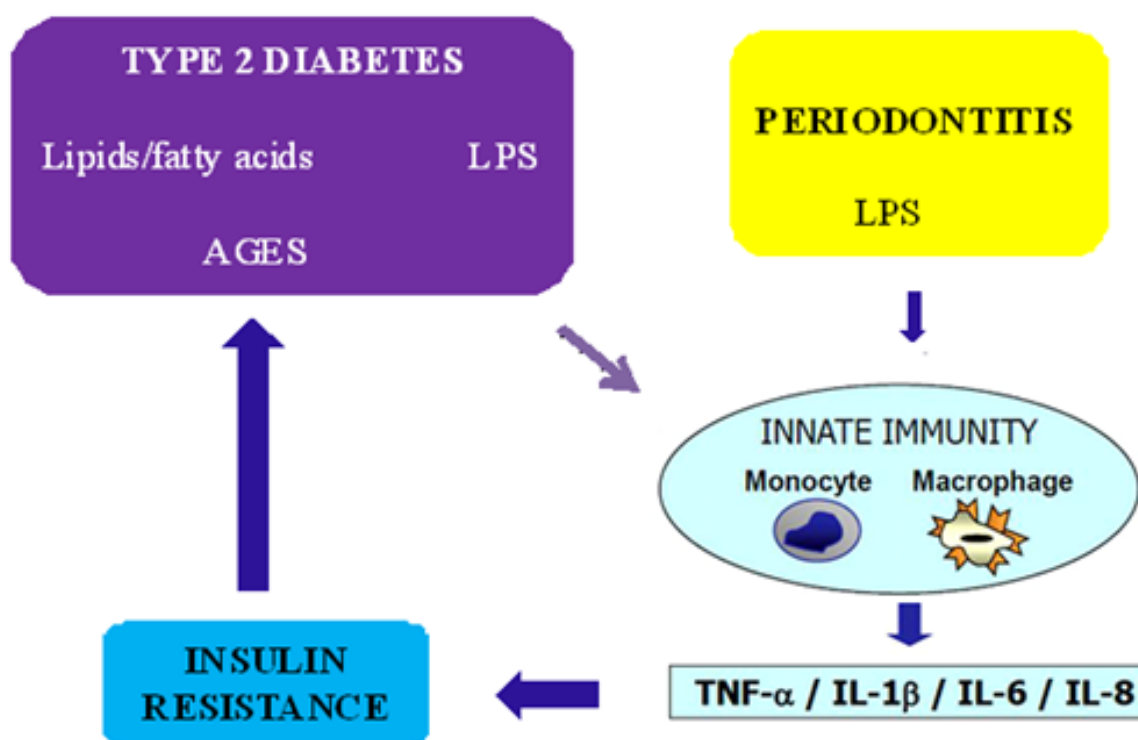 TYPE 2 DIABETES
Lipids/fatty acids LPS
AGES
PERIODONTITIS
LPS
INNATE IMMUNITY
Monocyte Macrophage
TNF-α / IL-1β / IL-6 / IL-8
INSULIN
RESISTANCE